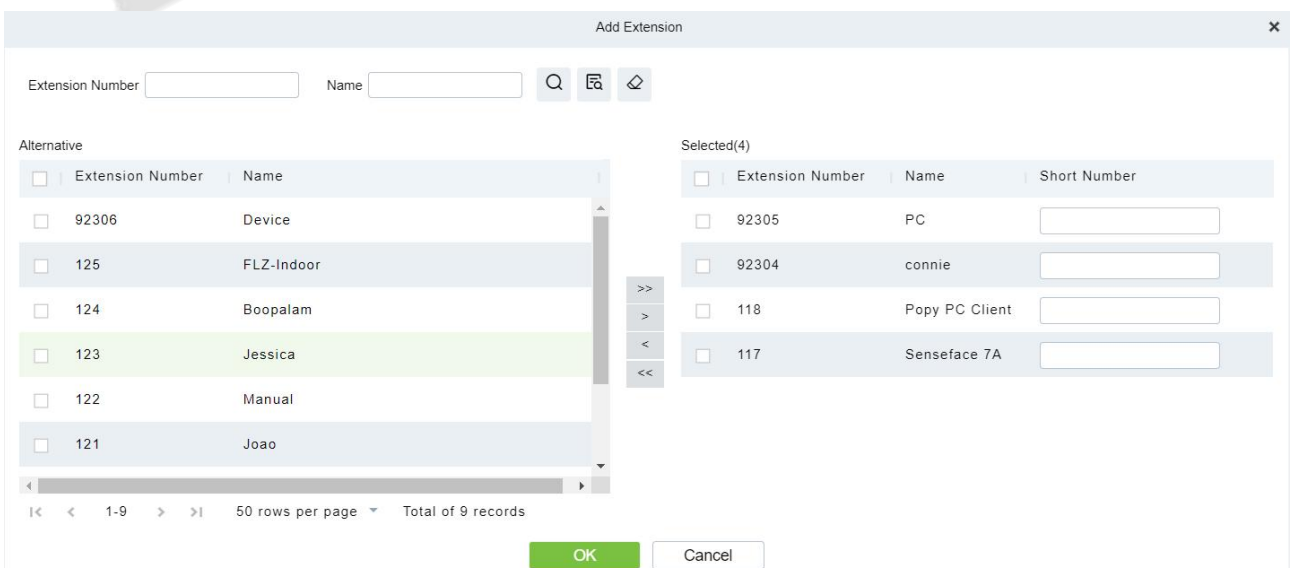 Add Extension ×
Extension Number Name
Alternative
Extension Number Name
92306 Device
125 FLZ-Indoor
124 Boopalam
123 Jessica
122 Manual
121 Joao
1-9 50 rows per page Total of 9 records
>>
>
<
<<
Selected(4)
Extension Number Name Short Number
92305 PC
92304 connie
118 Popy PC Client
117 Senseface 7A
OK Cancel